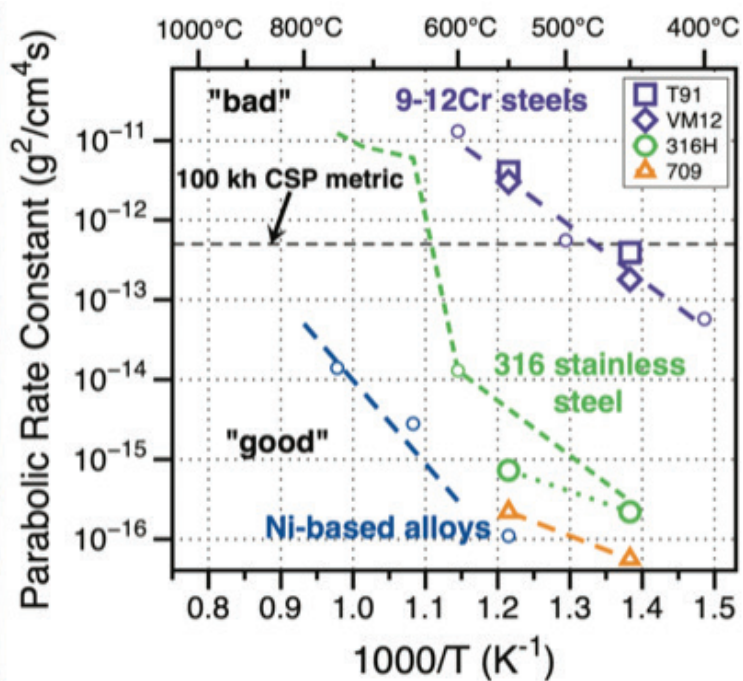 1000°C 800°C 600°C 500°C 400°C
"bad"
9-12Cr steels
T91
VM12
316H
709
100 kh CSP metric
316 stainless
steel
"good"
Ni-based alloys
10⁻¹¹
10⁻¹²
10⁻¹³
10⁻¹⁴
10⁻¹⁵
10⁻¹⁶
Parabolic Rate Constant (g²/cm⁴s)
0.8 0.9 1.0 1.1 1.2 1.3 1.4 1.5
1000/T (K⁻¹)